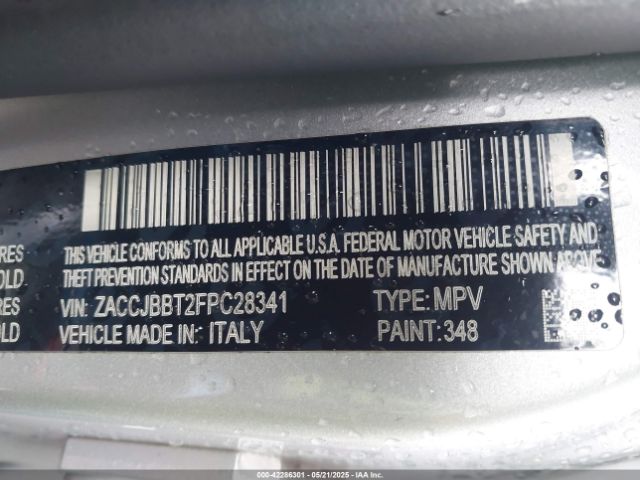 THIS VEHICLE CONFORMS TO ALL APPLICABLE U.S.A. FEDERAL MOTOR VEHICLE SAFETY AND
RES
THEFT PREVENTION STANDARDS IN EFFECT ON THE DATE OF MANUFACTURE SHOWN ABOVE
OLD
RES VIN: ZACCJBBT2FPC28341 TYPE: MPV
OLD VEHICLE MADE IN: ITALY PAINT: 348
000-42286301 - 05/21/2025 - IAAI.COM